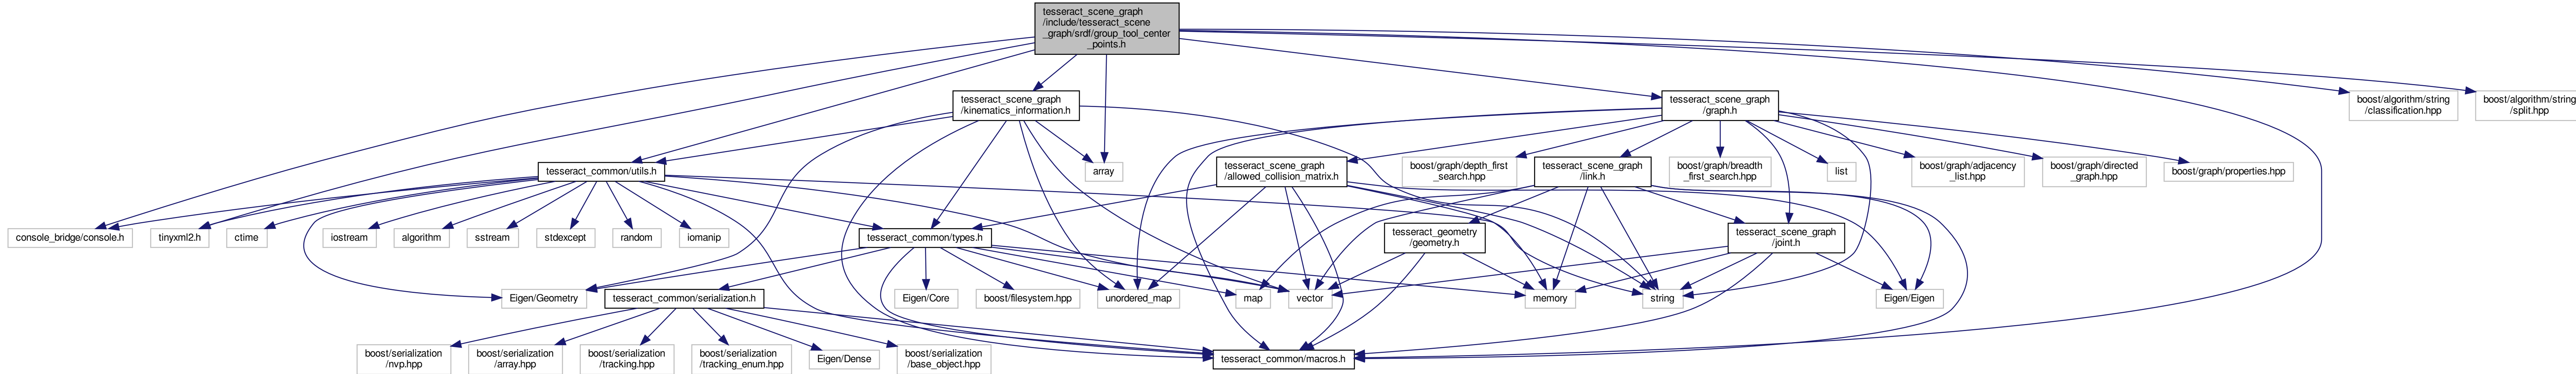 tesseract_scene_graph
/include/tesseract_scene
_graph/srdf/group_tool_center
_points.h
tesseract_scene_graph
/kinematics_information.h
tesseract_scene_graph
/graph.h
boost/algorithm/string
/classification.hpp
boost/algorithm/string
/split.hpp
tesseract_common/utils.h
array
tesseract_scene_graph
/allowed_collision_matrix.h
boost/graph/depth_first
_search.hpp
tesseract_scene_graph
/link.h
boost/graph/breadth
_first_search.hpp
list
boost/graph/adjacency
_list.hpp
boost/graph/directed
_graph.hpp
boost/graph/properties.hpp
console_bridge/console.h
tinyxml2.h
ctime
iostream
algorithm
sstream
stdexcept
random
iomanip
tesseract_common/types.h
tesseract_geometry
/geometry.h
tesseract_scene_graph
/joint.h
Eigen/Geometry
tesseract_common/serialization.h
Eigen/Core
boost/filesystem.hpp
unordered_map
map
vector
memory
string
Eigen/Eigen
boost/serialization
/nvp.hpp
boost/serialization
/array.hpp
boost/serialization
/tracking.hpp
boost/serialization
/tracking_enum.hpp
Eigen/Dense
boost/serialization
/base_object.hpp
tesseract_common/macros.h